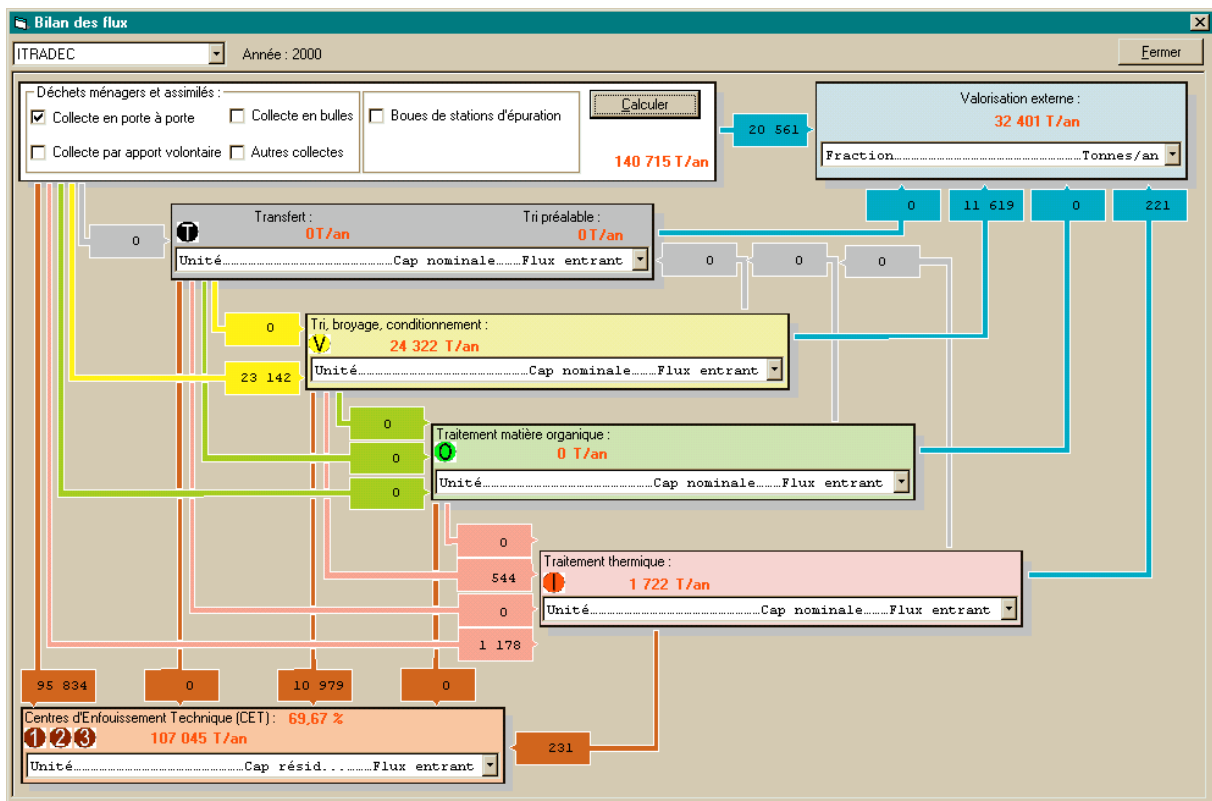 Bilan des flux
ITRADEC Année : 2000 Fermer
Déchets ménagers et assimilés :
Collecte en porte à porte Collecte en bulles Boues de stations d'épuration Calculer
Collecte par apport volontaire Autres collectes
140 715 T/an
20 561
Valorisation externe :
32 401 T/an
Fraction.....Tonnes/an
0 11 619 0 221
0
T
Transfert : Tri préalable :
0T/an 0T/an
Unité.....Cap nominale.....Flux entrant
0 0 0
0
23 142
Tri, broyage, conditionnement :
V
24 322 T/an
Unité.....Cap nominale.....Flux entrant
0
0
0
Traitement matière organique :
O
0 T/an
Unité.....Cap nominale.....Flux entrant
0
544
0
1 178
Traitement thermique :
I
1 722 T/an
Unité.....Cap nominale.....Flux entrant
95 834 0 10 979 0
Centres d'Enfouissement Technique (CET) : 69,67 %
1 2 3
107 045 T/an
Unité.....Cap résid........Flux entrant
231